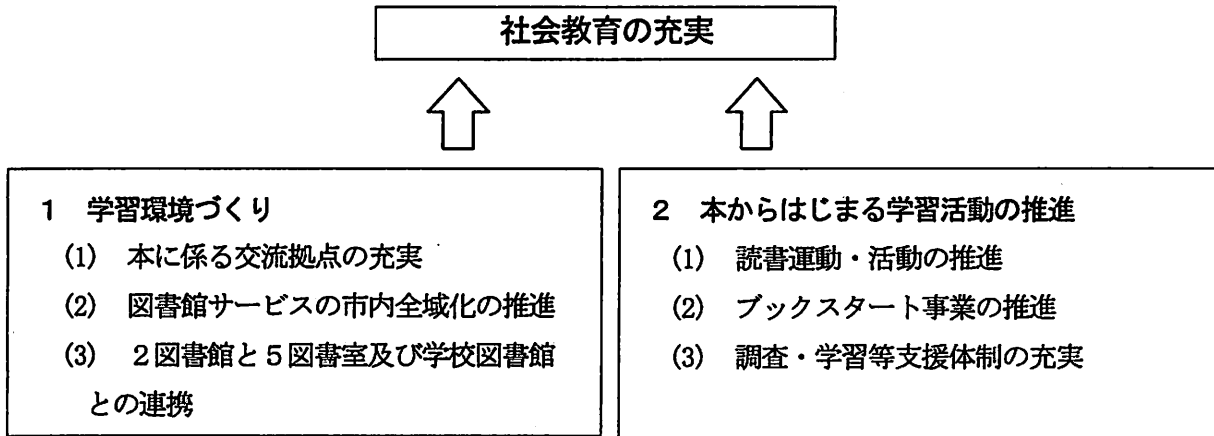 社会教育の充実
1 学習環境づくり
(1) 本に係る交流拠点の充実
(2) 図書館サービスの市内全域化の推進
(3) 2図書館と5図書室及び学校図書館
との連携
2 本からはじまる学習活動の推進
(1) 読書運動・活動の推進
(2) ブックスタート事業の推進
(3) 調査・学習等支援体制の充実